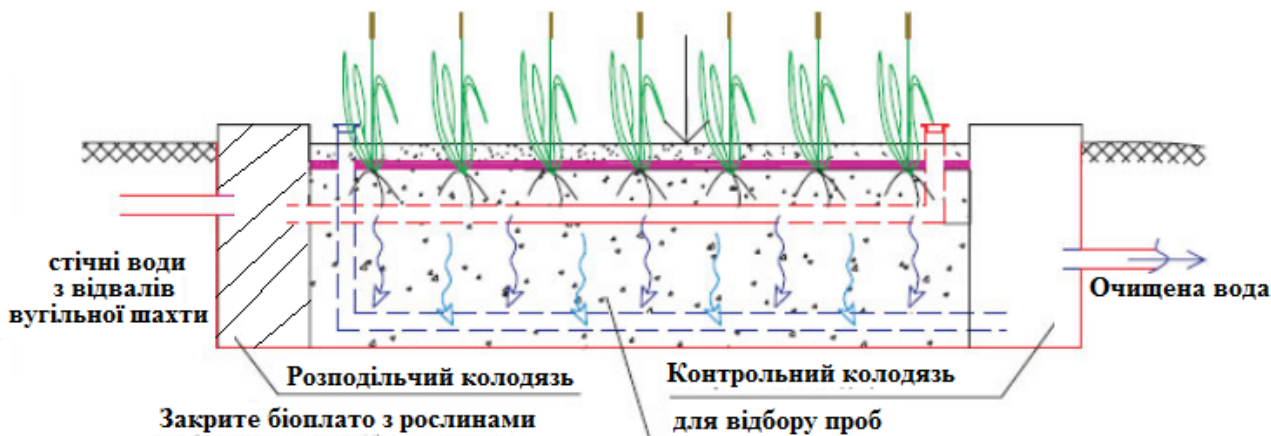 стічні води
з відвалів
вугільної шахти
Очищена вода
Розподільчий колодязь
Контрольний колодязь
Закрите біоплато з рослинами
для відбору проб